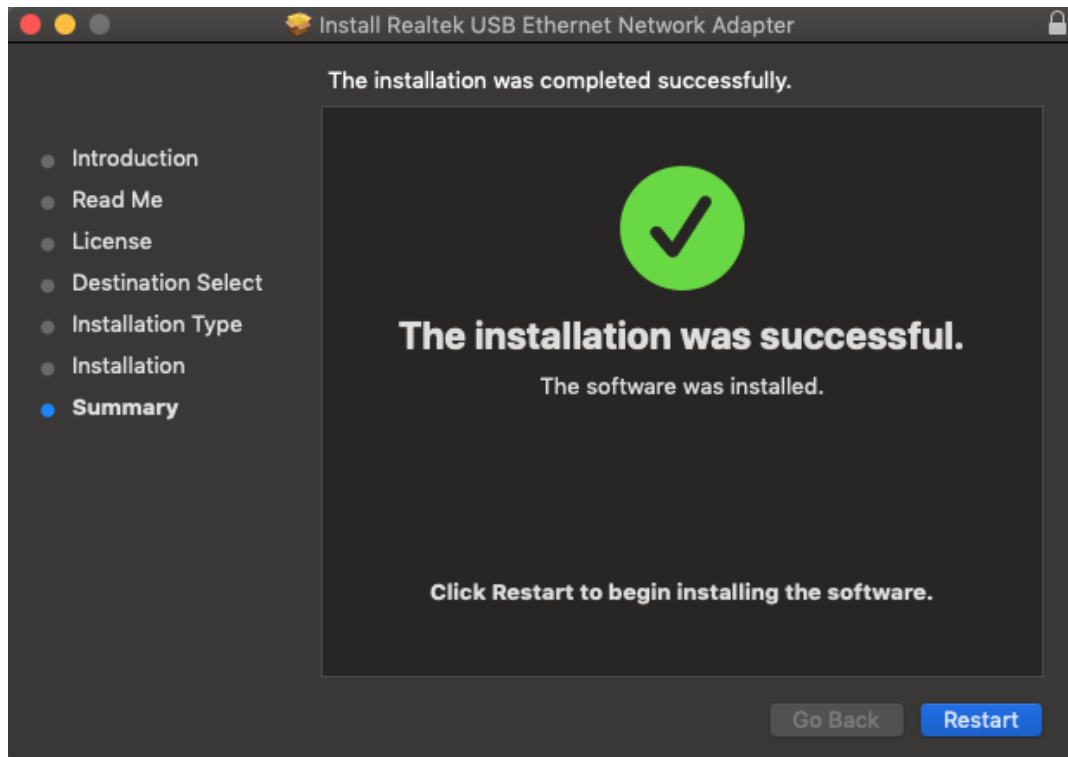 Install Realtek USB Ethernet Network Adapter
The installation was completed successfully.
Introduction
Read Me
License
Destination Select
Installation Type
Installation
Summary
The installation was successful.
The software was installed.
Click Restart to begin installing the software.
Go Back
Restart